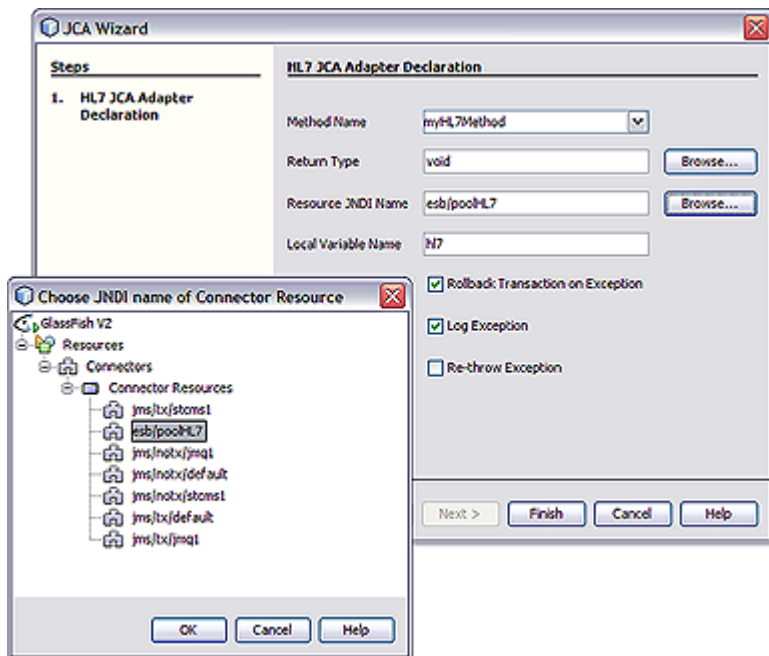 JCA Wizard
Steps
1. HL7 JCA Adapter
Declaration
HL7 JCA Adapter Declaration
Method Name myHL7Method
Return Type void Browse...
Resource JNDI Name esb/poolHL7 Browse...
Local Variable Name hl7
Rollback Transaction on Exception
Log Exception
Re-throw Exception
Next > Finish Cancel Help
Choose JNDI name of Connector Resource
GlassFish V2
Resources
Connectors
Connector Resources
jms/tx/stcms1
esb/poolHL7
jms/notx/jmq1
jms/notx/default
jms/notx/stcms1
jms/tx/default
jms/tx/jmq1
OK Cancel Help